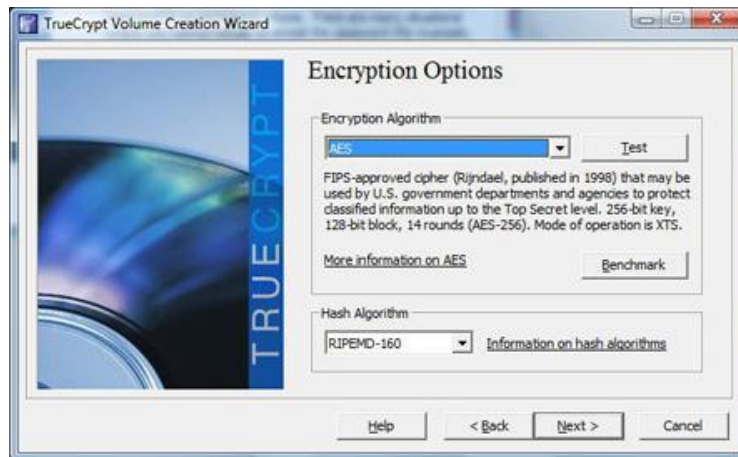 TrueCrypt Volume Creation Wizard
TRUECRYPT
Encryption Options
Encryption Algorithm
AES
Test
FIPS-approved cipher (Rijndael, published in 1998) that may be
used by U.S. government departments and agencies to protect
classified information up to the Top Secret level. 256-bit key,
128-bit block, 14 rounds (AES-256). Mode of operation is XTS.
More information on AES
Benchmark
Hash Algorithm
RIPEMD-160
Information on hash algorithms
Help
< Back
Next >
Cancel